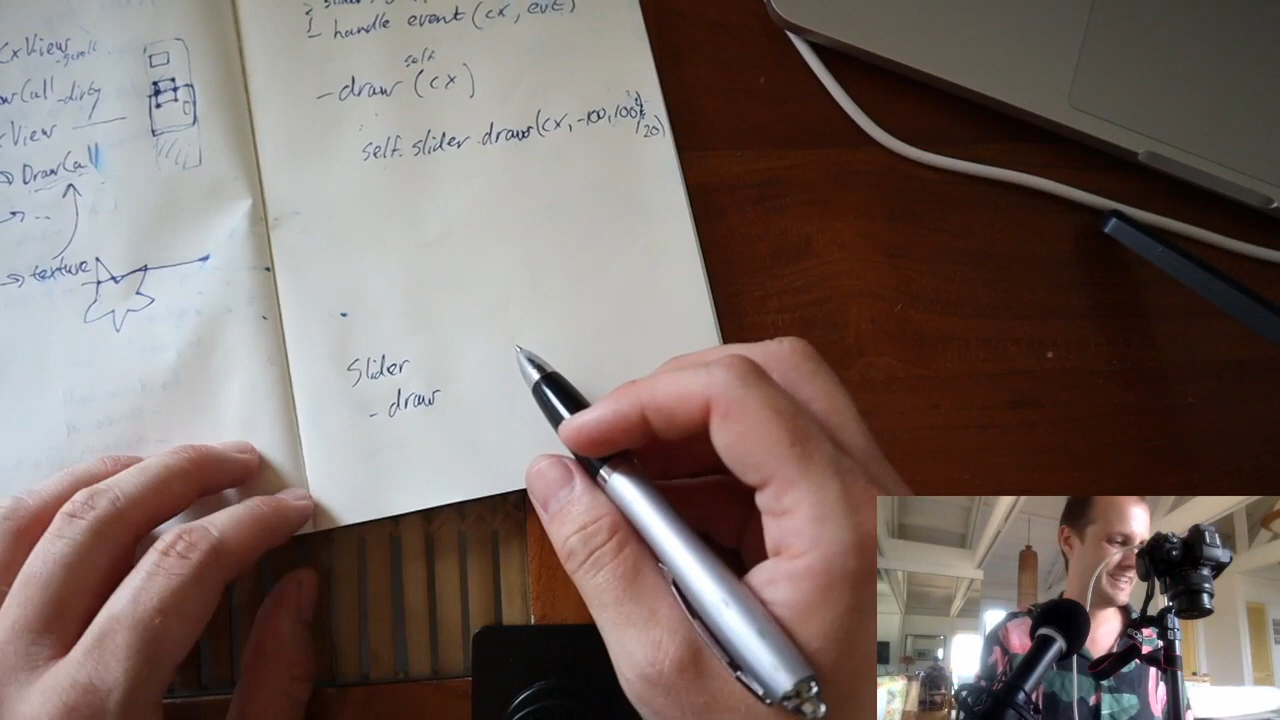 CxView
-scroll
Call -dirty
View
DrawCall
→ ..
→ texture
- handle event (cx, evt)
self
- draw (cx)
self. slider .draw(cx, -100, 100
/20)
Slider
- draw